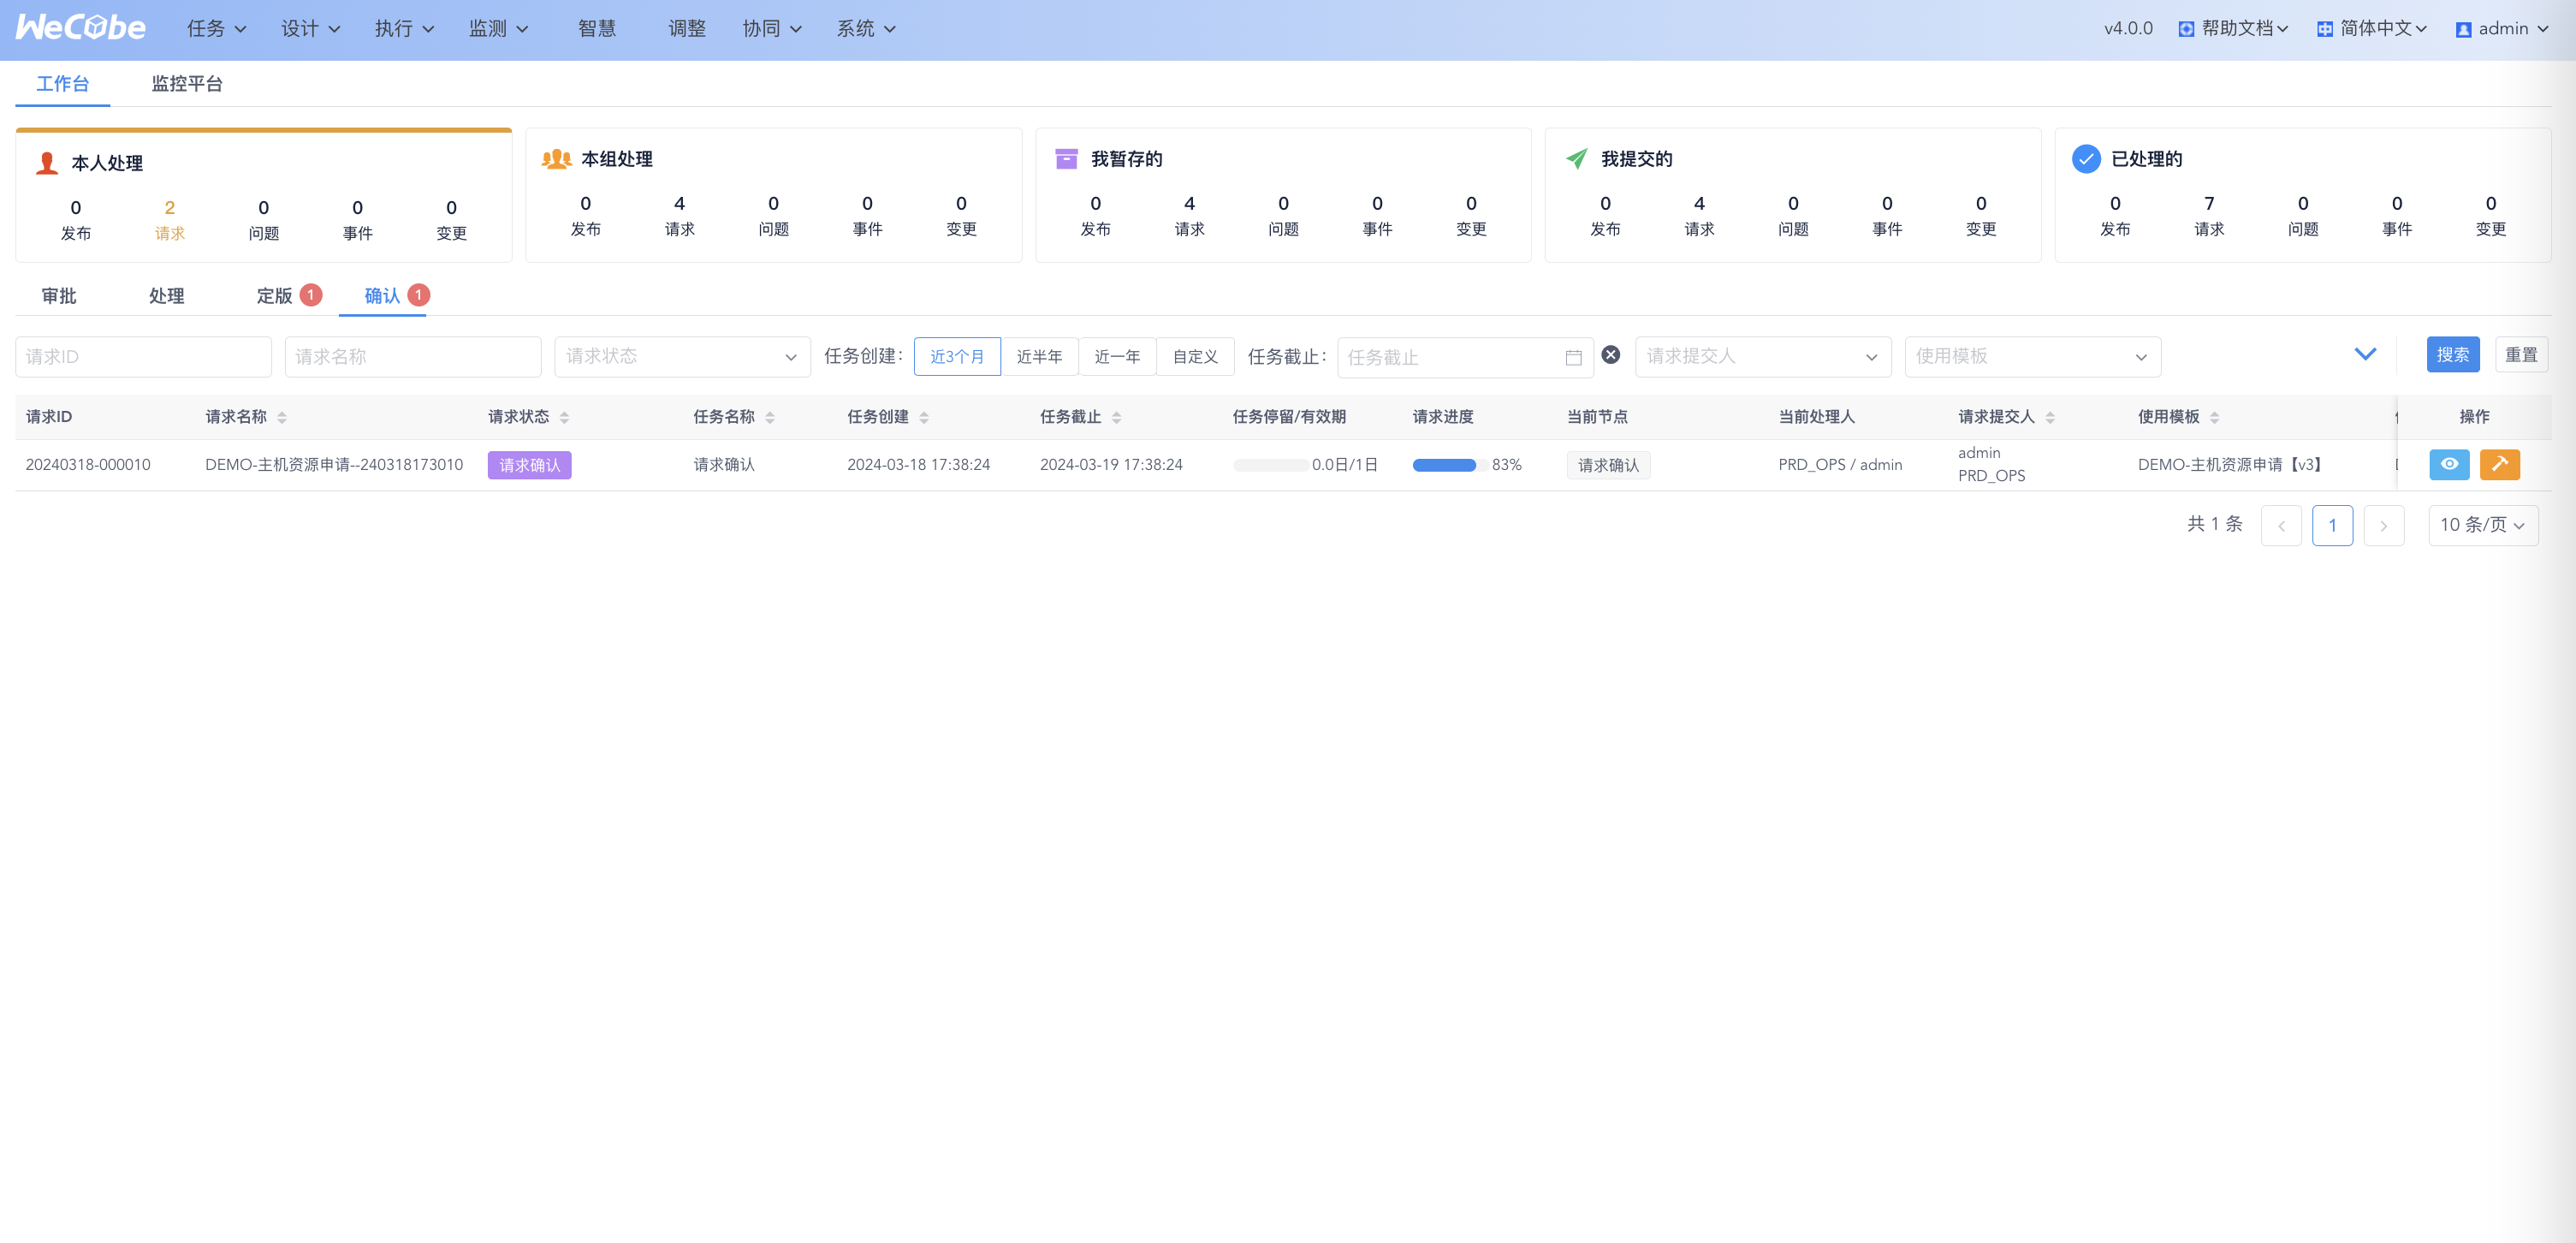 WeCube 任务 设计 执行 监测 智慧 调整 协同 系统 v4.0.0 帮助文档 简体中文 admin
工作台 监控平台
本人处理 本组处理 我暂存的 我提交的 已处理的
0 2 0 0 0 0 4 0 0 0 0 4 0 0 0 0 4 0 0 0 0 7 0 0 0
发布 请求 问题 事件 变更 发布 请求 问题 事件 变更 发布 请求 问题 事件 变更 发布 请求 问题 事件 变更 发布 请求 问题 事件 变更
审批 处理 定版 1 确认 1
请求ID 请求名称 请求状态 任务创建: 近3个月 近半年 近一年 自定义 任务截止: 任务截止 请求提交人 使用模板 搜索 重置
请求ID 请求名称 请求状态 任务名称 任务创建 任务截止 任务停留/有效期 请求进度 当前节点 当前处理人 请求提交人 使用模板 操作
20240318-000010 DEMO-主机资源申请--240318173010 请求确认 请求确认 2024-03-18 17:38:24 2024-03-19 17:38:24 0.0日/1日 83% 请求确认 PRD_OPS / admin admin DEMO-主机资源申请【v3】
PRD_OPS
共 1 条 1 10 条/页